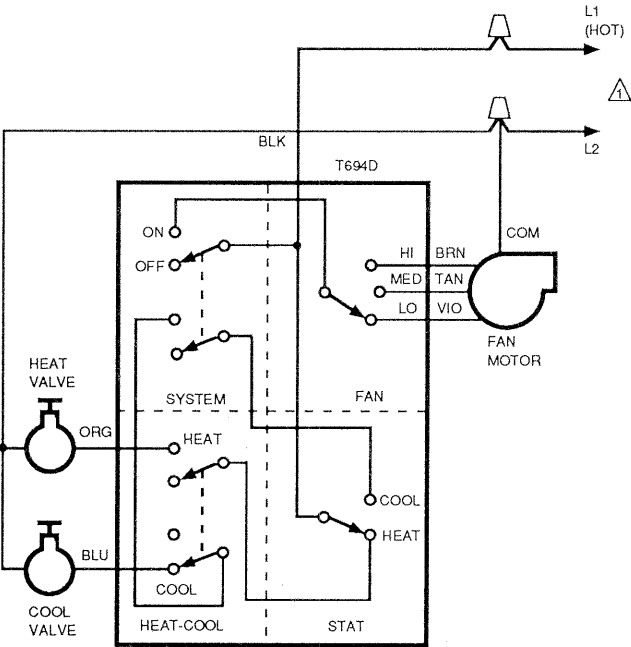 L1
(HOT)
1
BLK
L2
T694D
ON
OFF
COM
HI BRN
MED TAN
LO VIO
FAN
MOTOR
HEAT
VALVE
SYSTEM
FAN
ORG
HEAT
COOL
HEAT
BLU
COOL
COOL
VALVE
HEAT-COOL
STAT